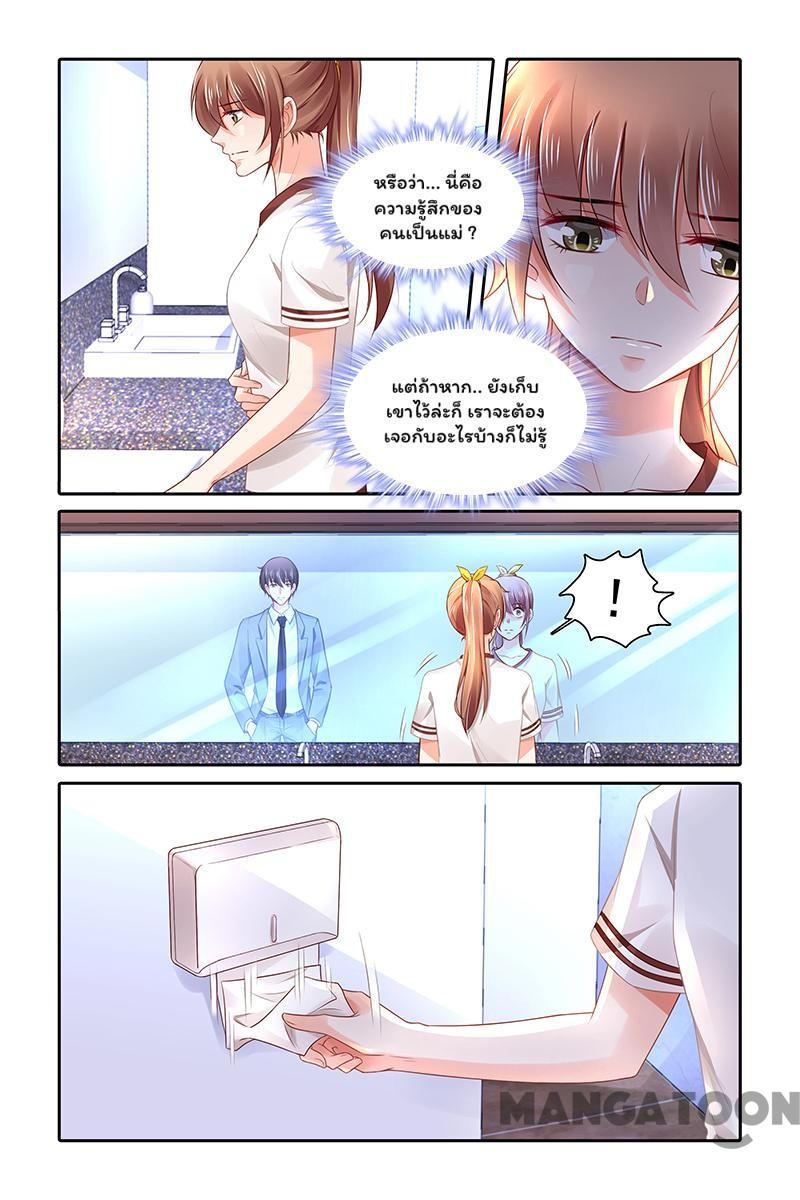 หรือว่า... นี่คือ
ความรู้สึกของ
คนเป็นแม่ ?
แต่ถ้าหาก.. ยังเก็บ
เขาไว้ล่ะก็ เราจะต้อง
เจอกับอะไรบ้างก็ไม่รู้
!
MANGATOON